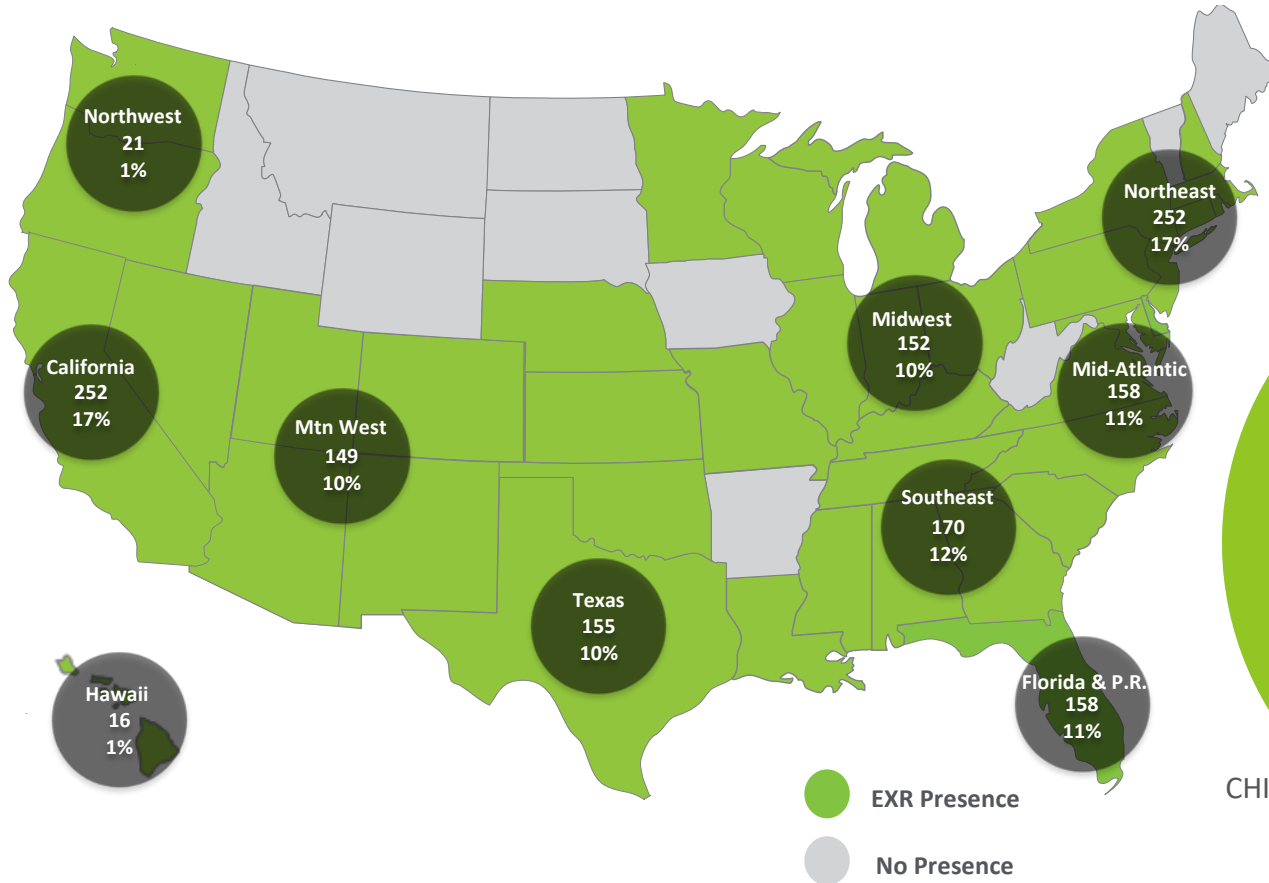 Northwest
21
1%
Northeast
252
17%
Midwest
152
10%
California
252
17%
Mid-Atlantic
158
11%
Mtn West
149
10%
Southeast
170
12%
Texas
155
10%
Hawaii
16
1%
Florida & P.R.
158
11%
EXR Presence
No Presence
CHI